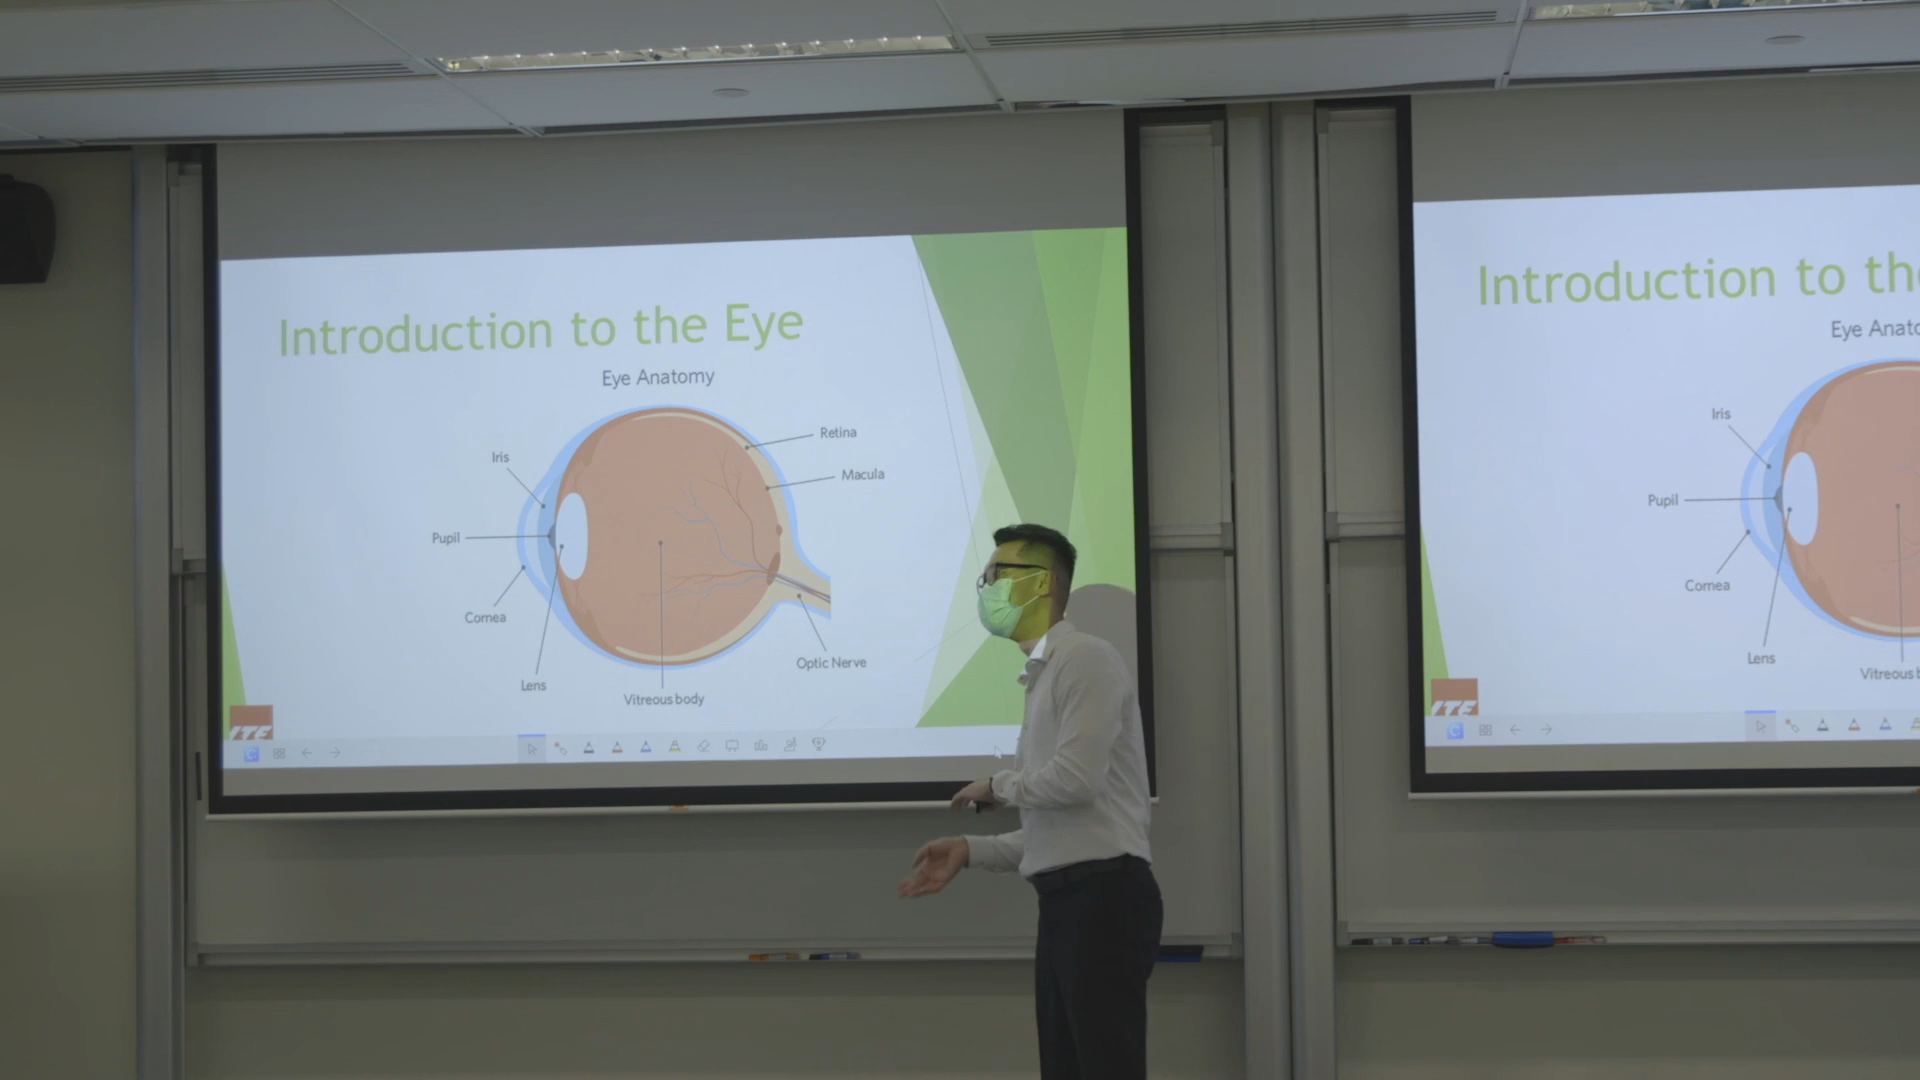 Introduction to the Eye
Eye Anatomy
Retina
Iris
Macula
Pupil
Cornea
Optic Nerve
Lens
Vitreous body
ITE
Introduction to the
Eye Anato
Iris
Pupil
Cornea
Lens
Vitreous b
ITE